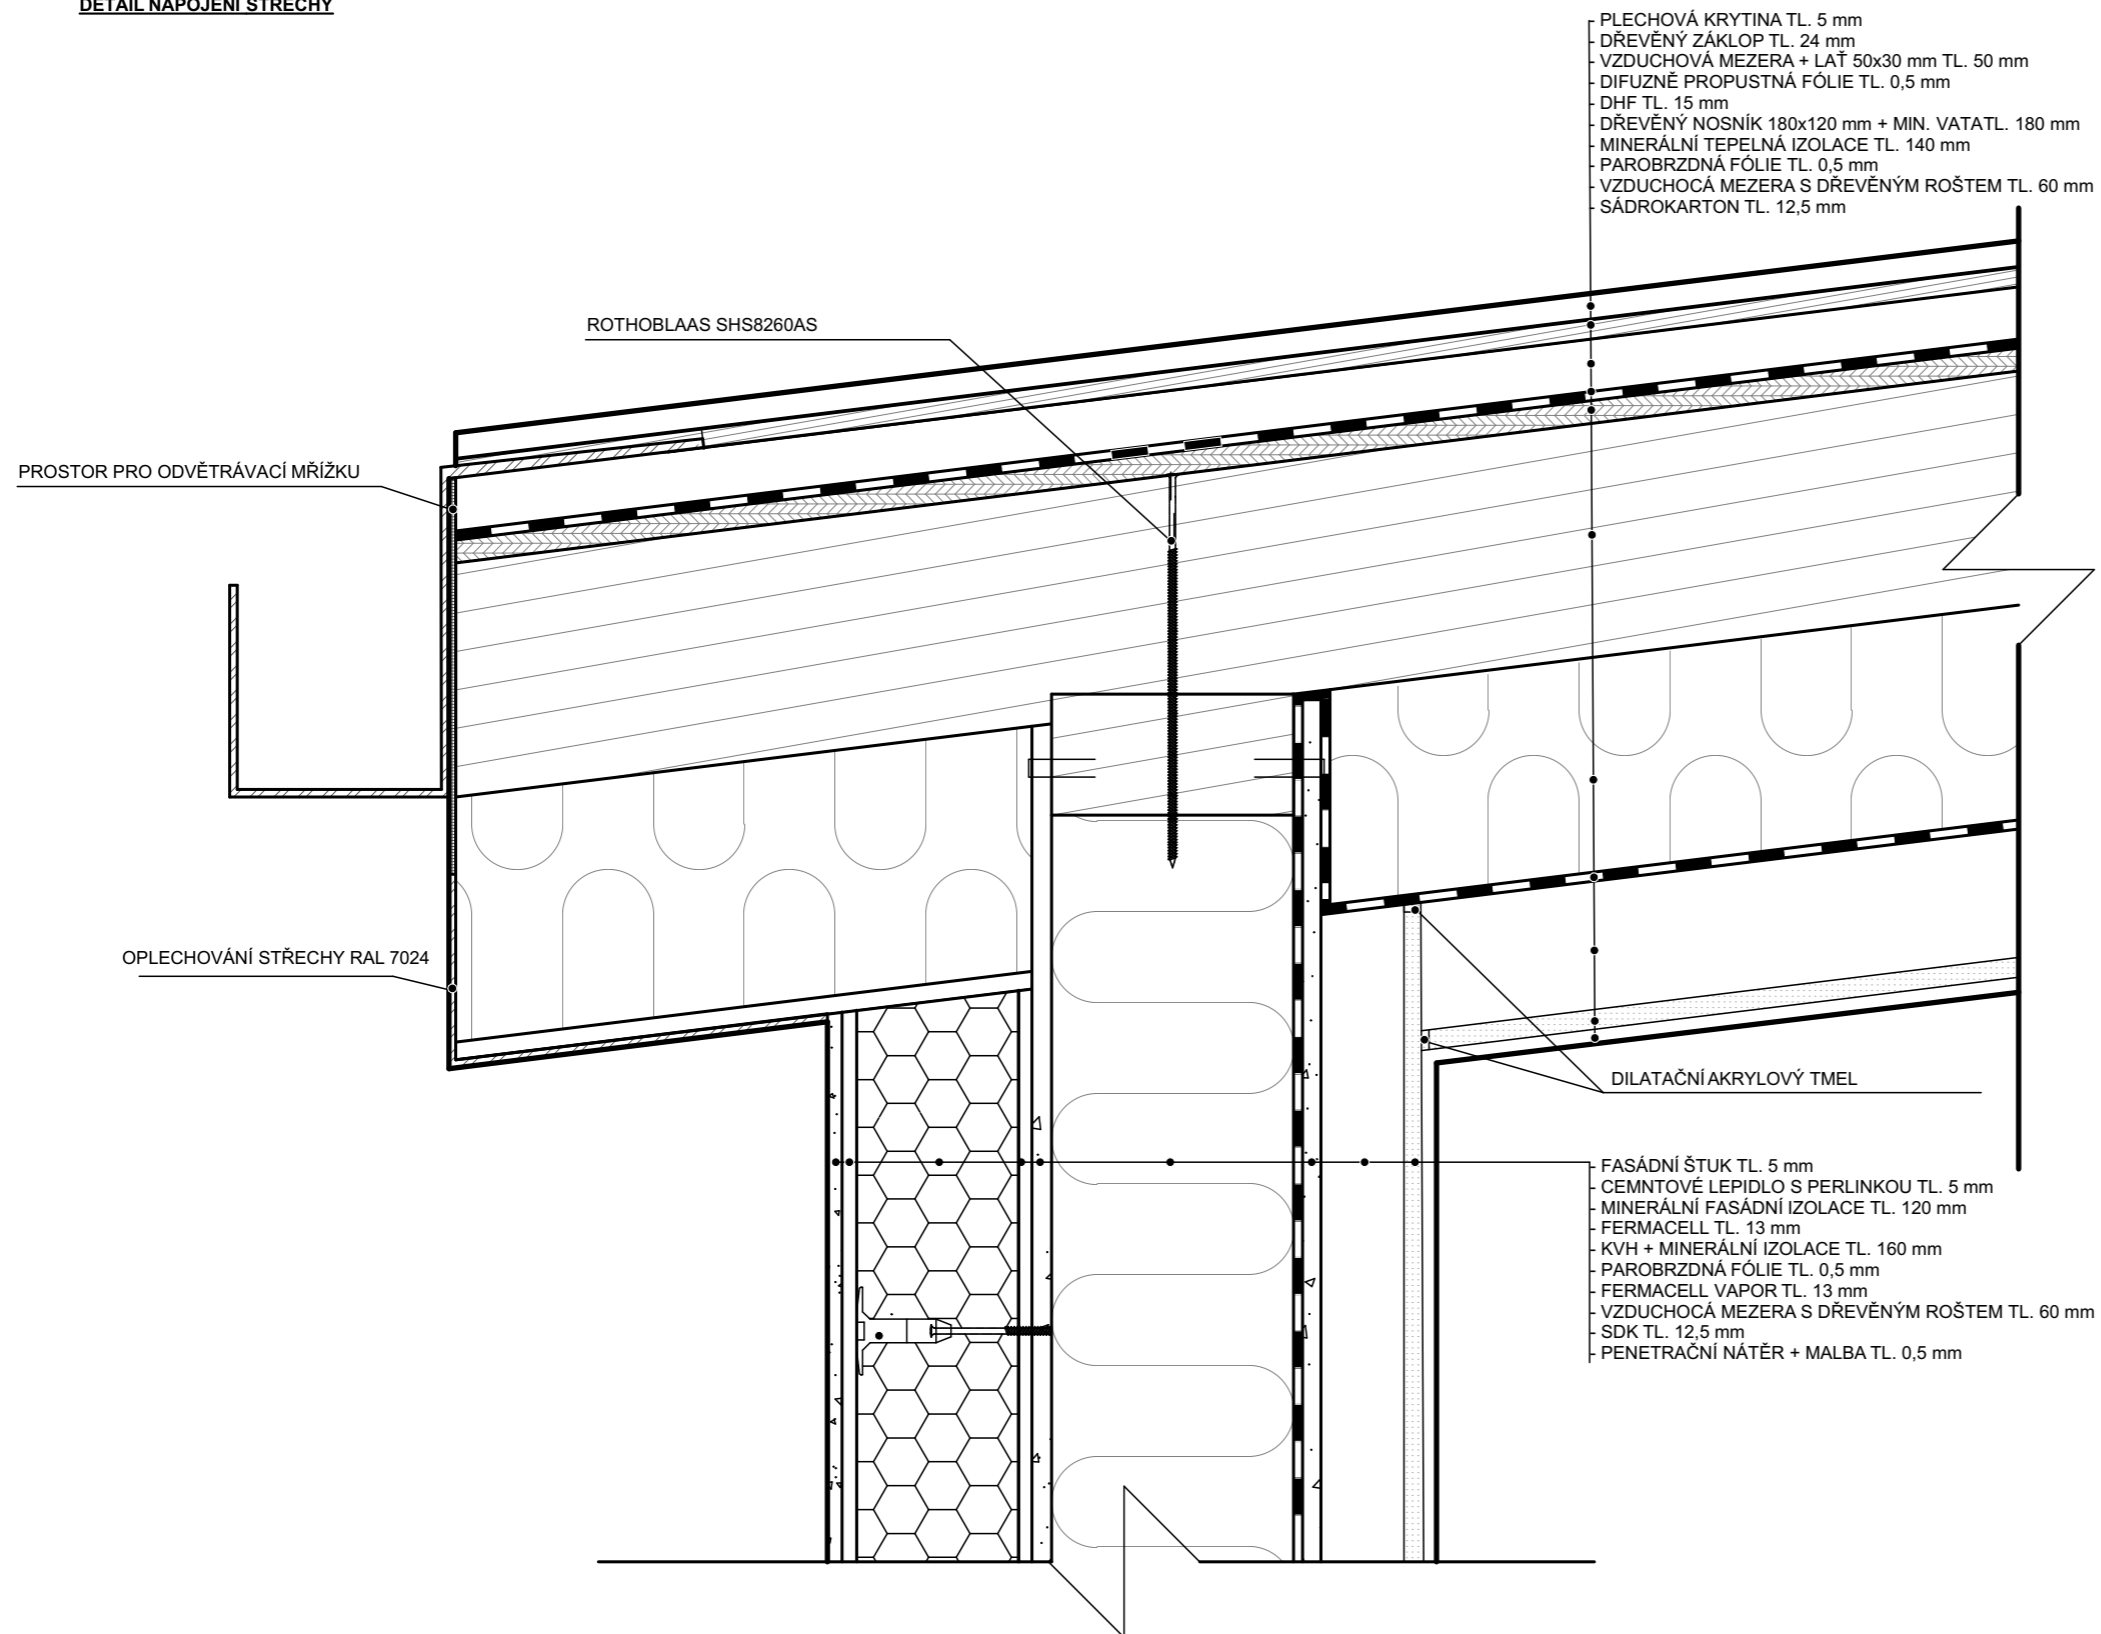 DETAIL NAPOJENÍ STŘECHY
PLECHOVÁ KRYTINA TL. 5 mm
DŘEVĚNÝ ZÁKLOP TL. 24 mm
VZDUCHOVÁ MEZERA + LAŤ 50x30 mm TL. 50 mm
DIFUZNĚ PROPUSTNÁ FÓLIE TL. 0,5 mm
DHF TL. 15 mm
DŘEVĚNÝ NOSNÍK 180x120 mm + MIN. VATATL. 180 mm
MINERÁLNÍ TEPELNÁ IZOLACE TL. 140 mm
PAROBRZDNÁ FÓLIE TL. 0,5 mm
VZDUCHOCÁ MEZERA S DŘEVĚNÝM ROŠTEM TL. 60 mm
SÁDROKARTON TL. 12,5 mm
ROTHOBLAAS SHS8260AS
PROSTOR PRO ODVĚTRÁVACÍ MŘÍŽKU
OPLECHOVÁNÍ STŘECHY RAL 7024
DILATAČNÍ AKRYLOVÝ TMEL
FASÁDNÍ ŠTUK TL. 5 mm
CEMNTOVÉ LEPIDLO S PERLINKOU TL. 5 mm
MINERÁLNÍ FASÁDNÍ IZOLACE TL. 120 mm
FERMACELL TL. 13 mm
KVH + MINERÁLNÍ IZOLACE TL. 160 mm
PAROBRZDNÁ FÓLIE TL. 0,5 mm
FERMACELL VAPOR TL. 13 mm
VZDUCHOCÁ MEZERA S DŘEVĚNÝM ROŠTEM TL. 60 mm
SDK TL. 12,5 mm
PENETRAČNÍ NÁTĚR + MALBA TL. 0,5 mm